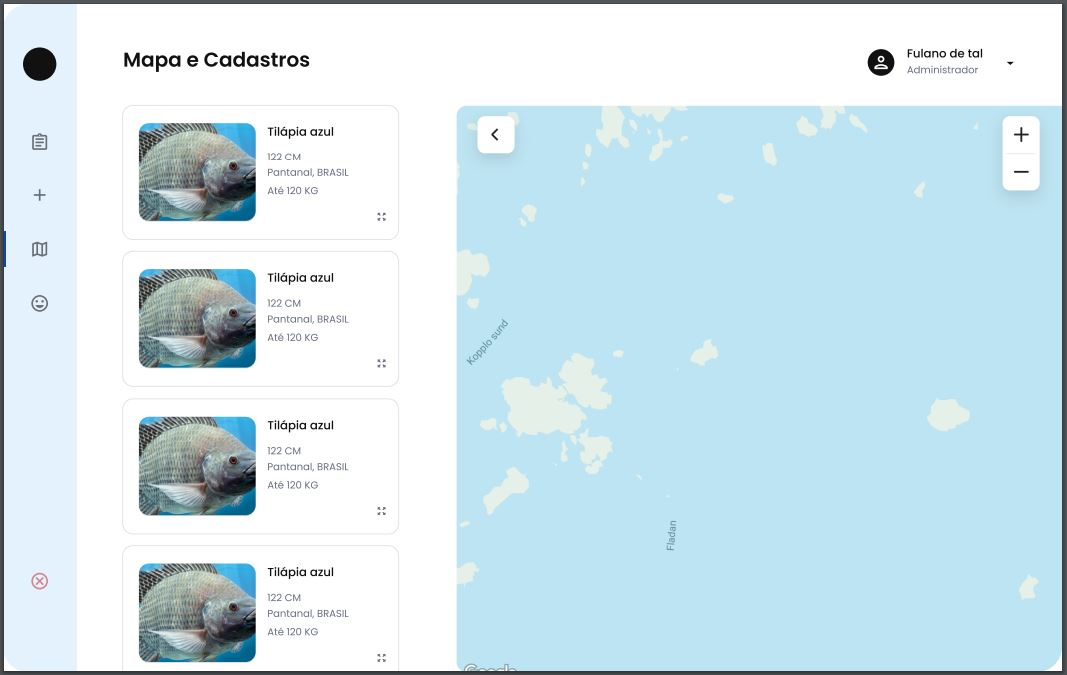 Mapa e Cadastros
Fulano de tal
Administrador
Tilápia azul
122 CM
Pantanal, BRASIL
Até 120 KG
Tilápia azul
122 CM
Pantanal, BRASIL
Até 120 KG
Tilápia azul
122 CM
Pantanal, BRASIL
Até 120 KG
Tilápia azul
122 CM
Pantanal, BRASIL
Até 120 KG
Kopplo sund
Fladan
Google